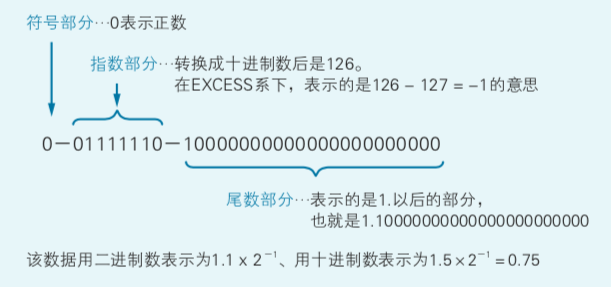 符号部分…0表示正数
指数部分…转换成十进制数后是126。
在EXCESS系下，表示的是126 – 127 = –1的意思
0—01111110—10000000000000000000000
尾数部分…表示的是1.以后的部分，
也就是1.10000000000000000000000
该数据用二进制数表示为1.1 x 2⁻¹、用十进制数表示为1.5×2⁻¹＝0.75